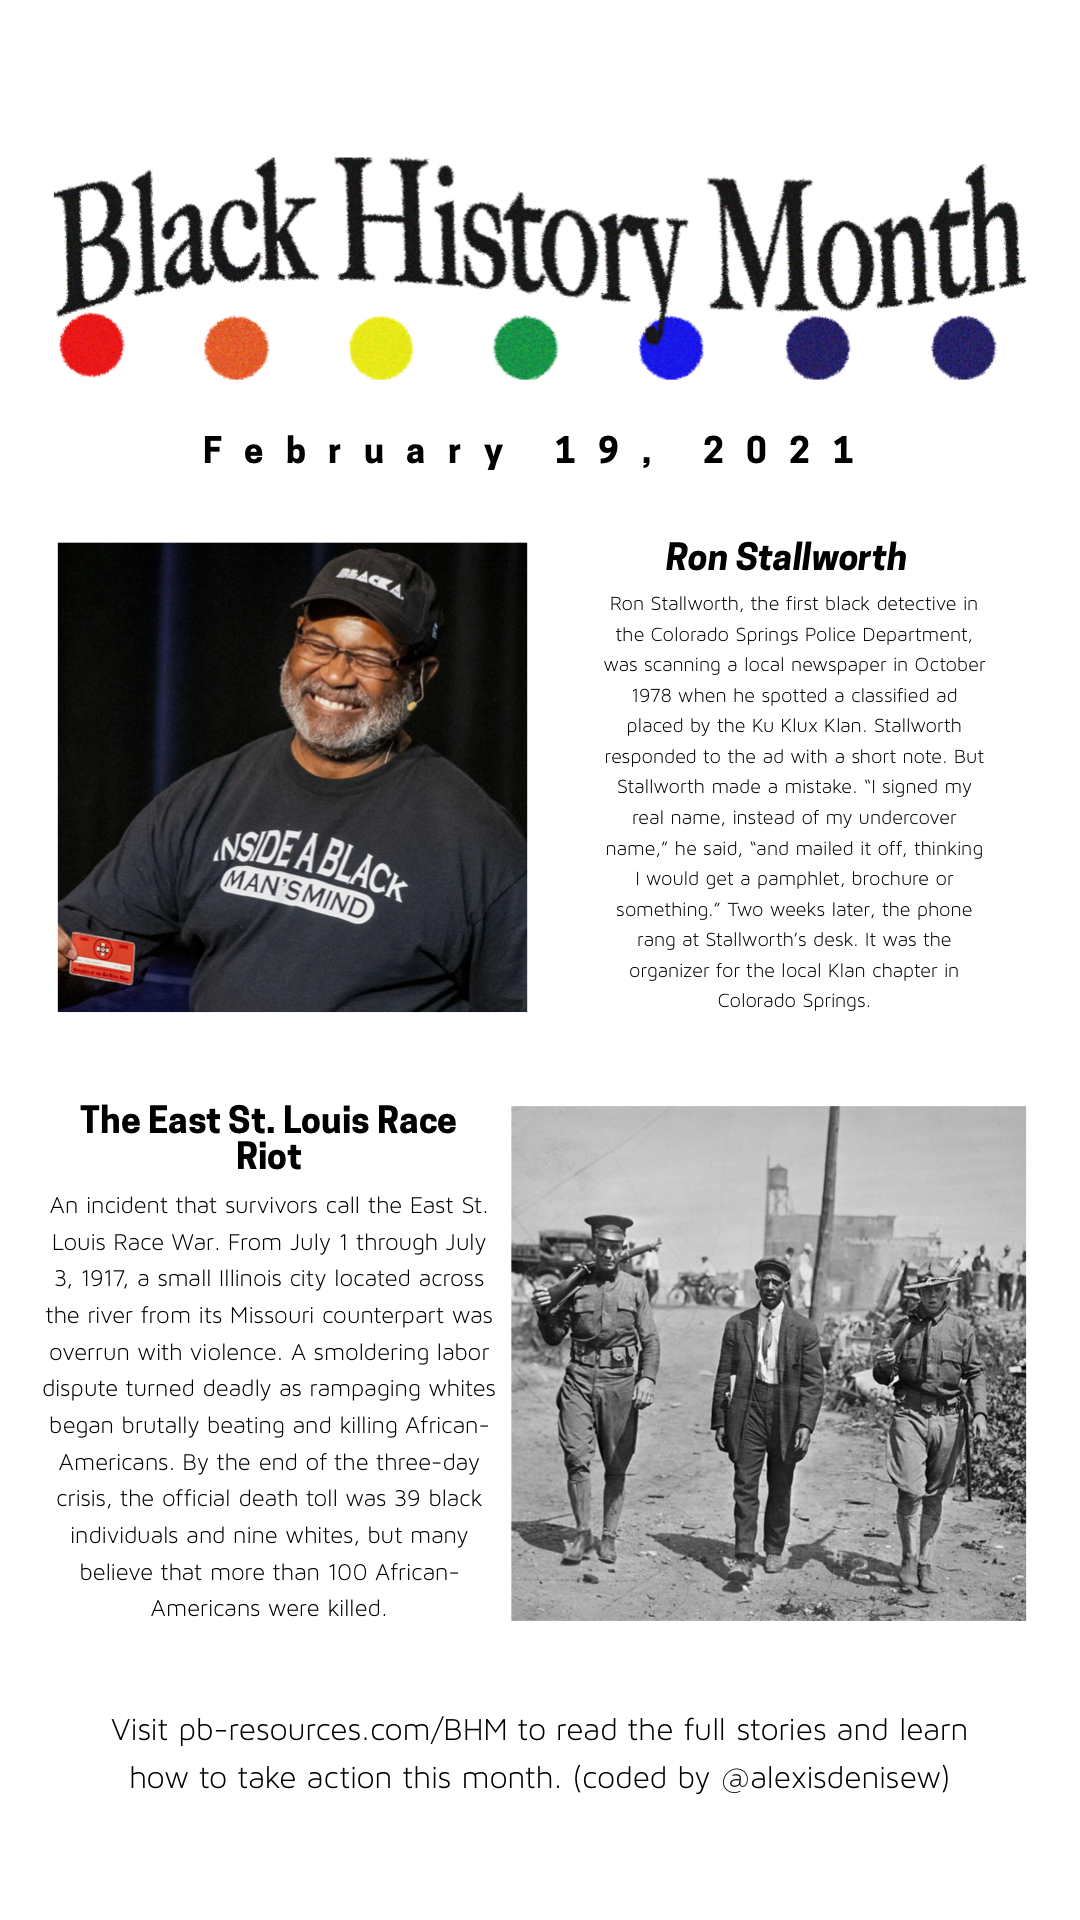 Black History Month
February 19, 2021
Ron Stallworth
Ron Stallworth, the first black detective in
the Colorado Springs Police Department,
was scanning a local newspaper in October
1978 when he spotted a classified ad
placed by the Ku Klux Klan. Stallworth
responded to the ad with a short note. But
Stallworth made a mistake. “I signed my
real name, instead of my undercover
name,” he said, “and mailed it off, thinking
I would get a pamphlet, brochure or
something.” Two weeks later, the phone
rang at Stallworth’s desk. It was the
organizer for the local Klan chapter in
Colorado Springs.
INSIDE A BLACK
MAN'S MIND
The East St. Louis Race
Riot
An incident that survivors call the East St.
Louis Race War. From July 1 through July
3, 1917, a small Illinois city located across
the river from its Missouri counterpart was
overrun with violence. A smoldering labor
dispute turned deadly as rampaging whites
began brutally beating and killing African-
Americans. By the end of the three-day
crisis, the official death toll was 39 black
individuals and nine whites, but many
believe that more than 100 African-
Americans were killed.
Visit pb-resources.com/BHM to read the full stories and learn
how to take action this month. (coded by @alexisdenisew)